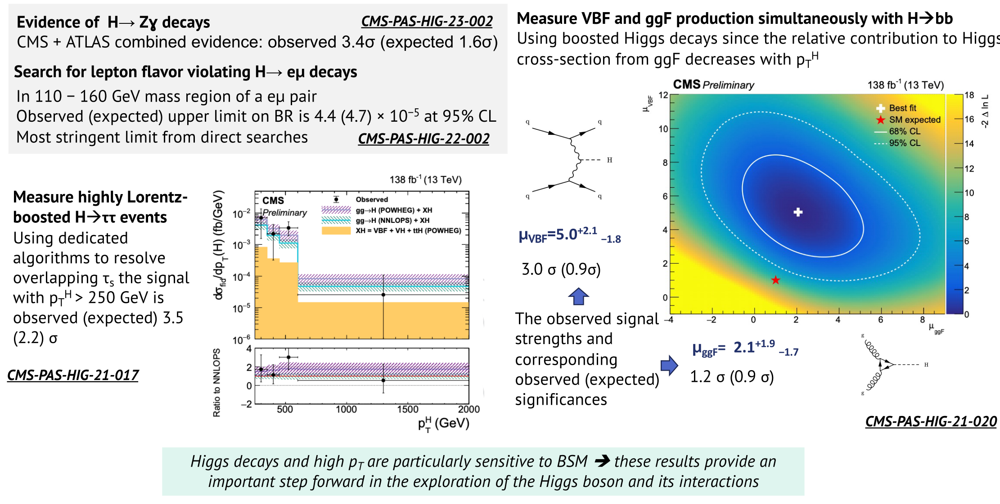 Evidence of H→ Zɣ decays
CMS-PAS-HIG-23-002
CMS + ATLAS combined evidence: observed 3.4σ (expected 1.6σ)
Search for lepton flavor violating H→ eμ decays
In 110 – 160 GeV mass region of a eμ pair
Observed (expected) upper limit on BR is 4.4 (4.7) × 10⁻⁵ at 95% CL
Most stringent limit from direct searches
CMS-PAS-HIG-22-002
Measure highly Lorentz-
boosted H→ττ events
Using dedicated
algorithms to resolve
overlapping τₛ the signal
with p_T^H > 250 GeV is
observed (expected) 3.5
(2.2) σ
CMS-PAS-HIG-21-017
138 fb⁻¹ (13 TeV)
CMS
Preliminary
Observed
gg→H (POWHEG) + XH
gg→H (NNLOPS) + XH
XH = VBF + VH + ttH (POWHEG)
dσ_fid/dp_T(H) (fb/GeV)
10⁻²
10⁻³
10⁻⁴
10⁻⁵
10⁻⁶
Ratio to NNLOPS
4
2
0
−2
500 1000 1500 2000
p_T^H (GeV)
Measure VBF and ggF production simultaneously with H→bb
Using boosted Higgs decays since the relative contribution to Higgs
cross-section from ggF decreases with p_T^H
q q
H
q q
μ_VBF=5.0^+2.1 _−1.8
3.0 σ (0.9σ)
The observed signal
strengths and
corresponding
observed (expected)
significances
CMS Preliminary
138 fb⁻¹ (13 TeV)
Best fit
SM expected
68% CL
95% CL
μ_VBF
12
10
8
6
4
2
0
−4 −2 0 2 4 6 8
μ_ggF
18
16
14
12
10
8
6
4
2
0
-2 Δ ln L
μ_ggF= 2.1^+1.9 _−1.7
1.2 σ (0.9 σ)
g
H
g
CMS-PAS-HIG-21-020
Higgs decays and high p_T are particularly sensitive to BSM ➔ these results provide an
important step forward in the exploration of the Higgs boson and its interactions